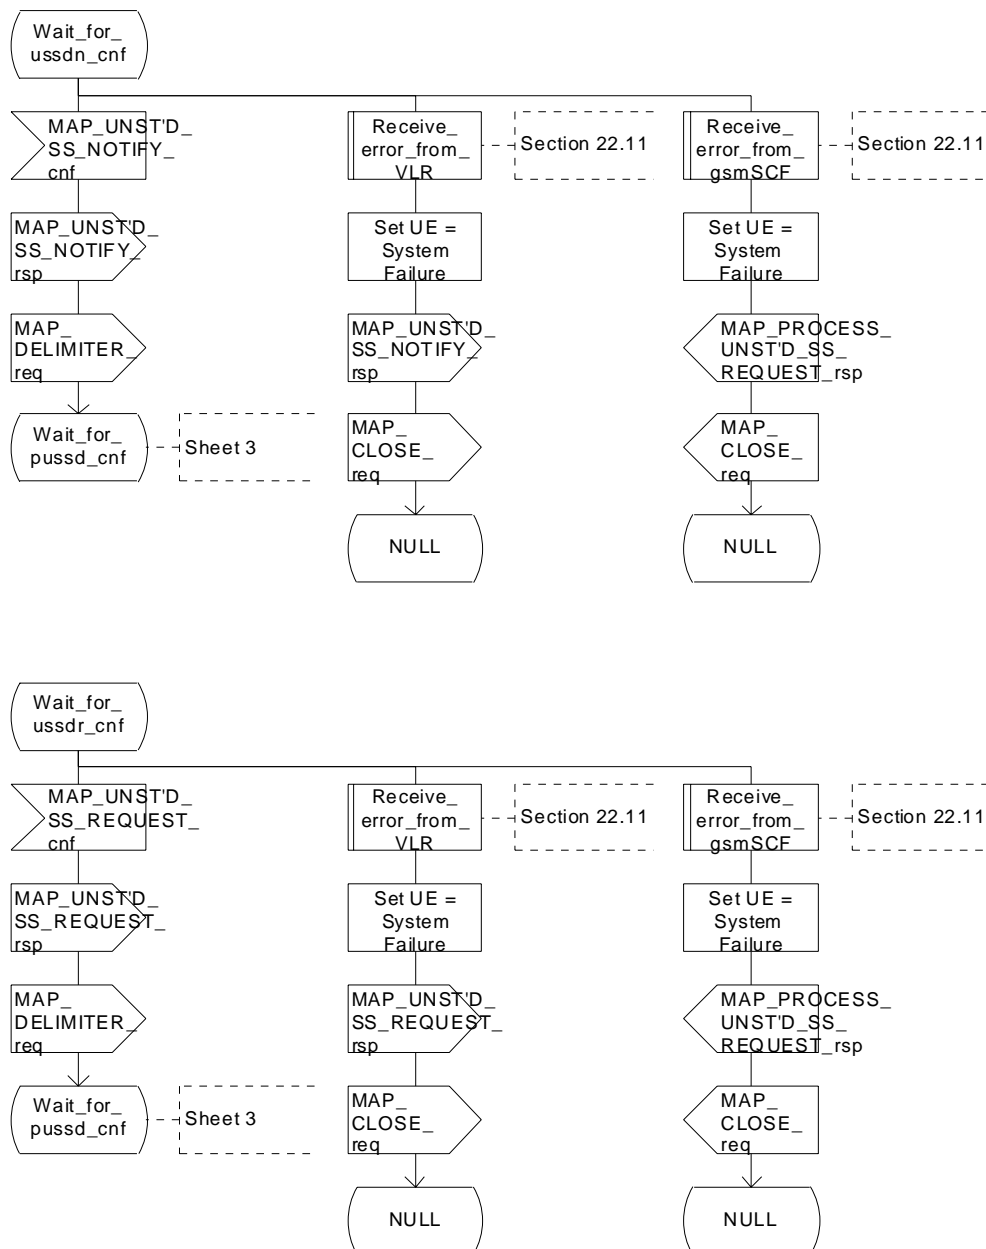 Wait_for_
ussdn_cnf
MAP_UNST'D_
SS_NOTIFY_
cnf
Receive_
error_from_
VLR
Section 22.11
Receive_
error_from_
gsmSCF
Section 22.11
MAP_UNST'D_
SS_NOTIFY_
rsp
Set UE =
System
Failure
Set UE =
System
Failure
MAP_
DELIMITER_
req
MAP_UNST'D_
SS_NOTIFY_
rsp
MAP_PROCESS_
UNST'D_SS_
REQUEST_rsp
Wait_for_
pussd_cnf
Sheet 3
MAP_
CLOSE_
req
MAP_
CLOSE_
req
NULL
NULL
Wait_for_
ussdr_cnf
MAP_UNST'D_
SS_REQUEST_
cnf
Receive_
error_from_
VLR
Section 22.11
Receive_
error_from_
gsmSCF
Section 22.11
MAP_UNST'D_
SS_REQUEST_
rsp
Set UE =
System
Failure
Set UE =
System
Failure
MAP_
DELIMITER_
req
MAP_UNST'D_
SS_REQUEST_
rsp
MAP_PROCESS_
UNST'D_SS_
REQUEST_rsp
Wait_for_
pussd_cnf
Sheet 3
MAP_
CLOSE_
req
MAP_
CLOSE_
req
NULL
NULL